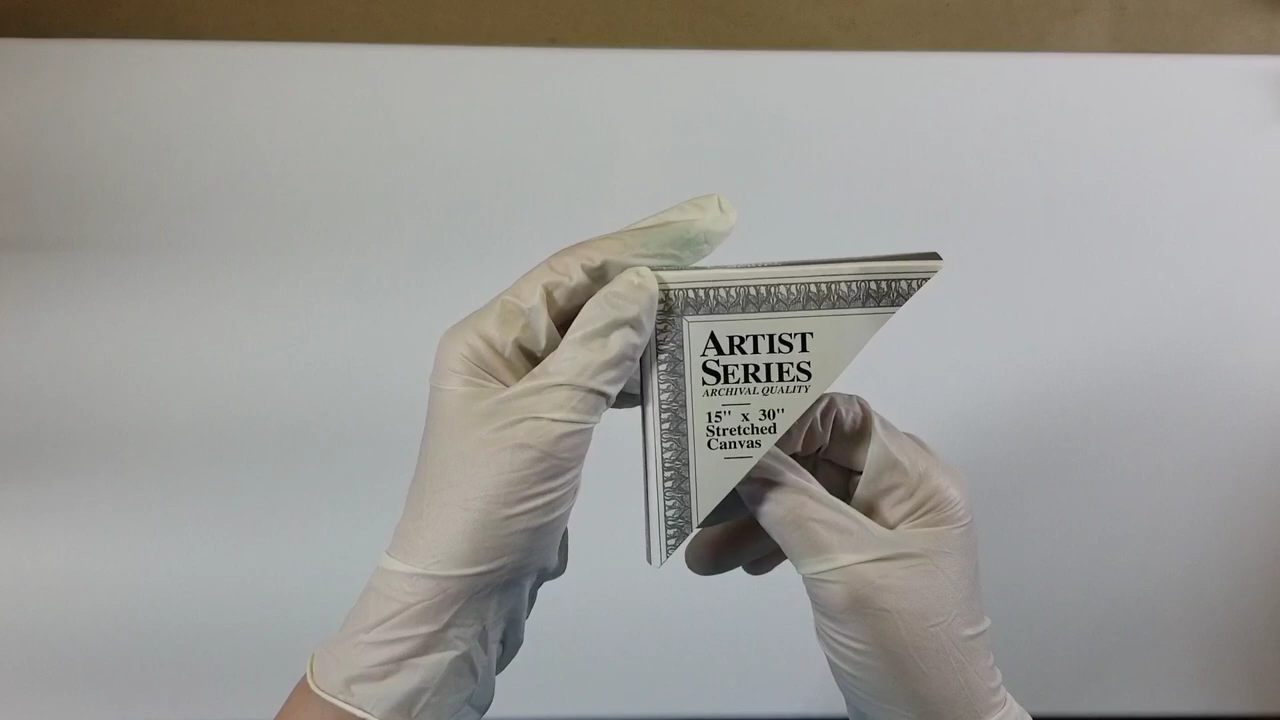 ARTIST
SERIES
ARCHIVAL QUALITY
15" x 30"
Stretched
Canvas